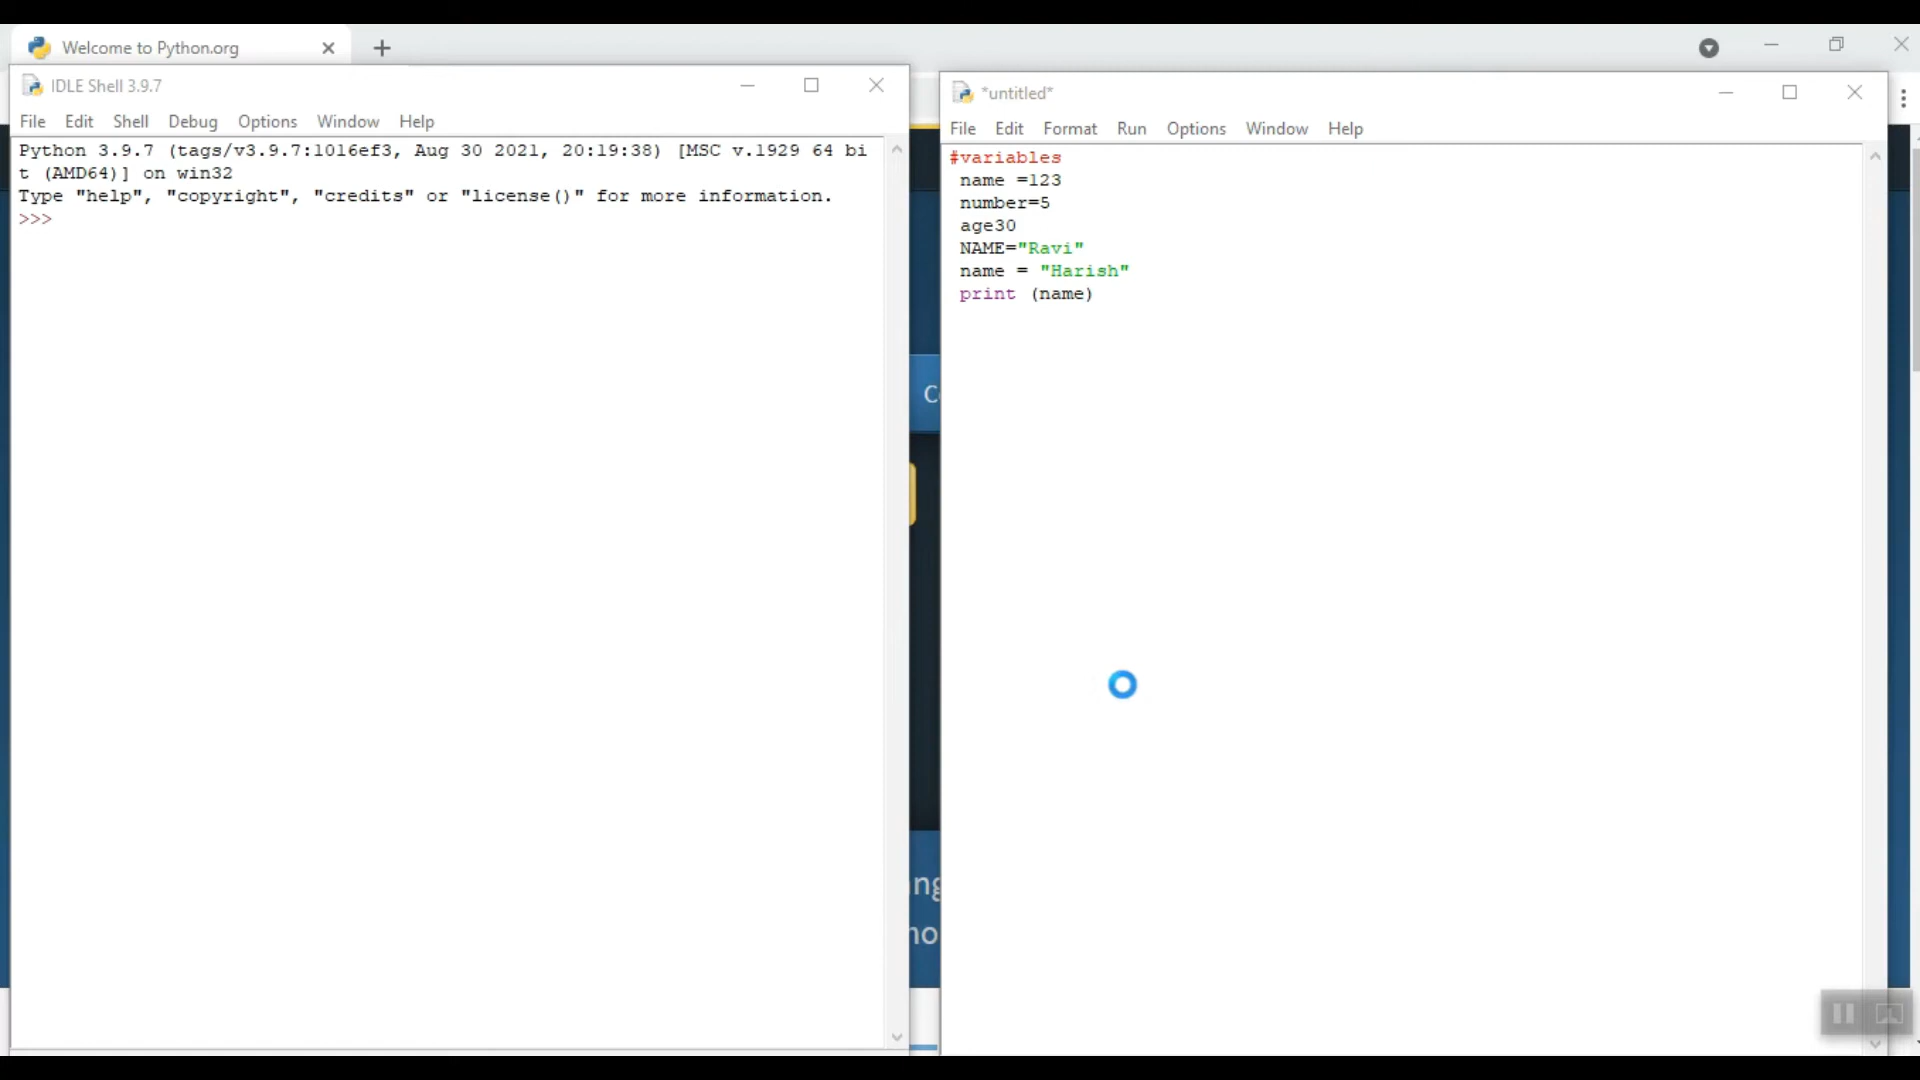 Welcome to Python.org
IDLE Shell 3.9.7
File Edit Shell Debug Options Window Help
Python 3.9.7 (tags/v3.9.7:1016ef3, Aug 30 2021, 20:19:38) [MSC v.1929 64 bi
t (AMD64)] on win32
Type "help", "copyright", "credits" or "license()" for more information.
>>>
*untitled*
File Edit Format Run Options Window Help
#variables
name =123
number=5
age30
NAME="Ravi"
name = "Harish"
print (name)